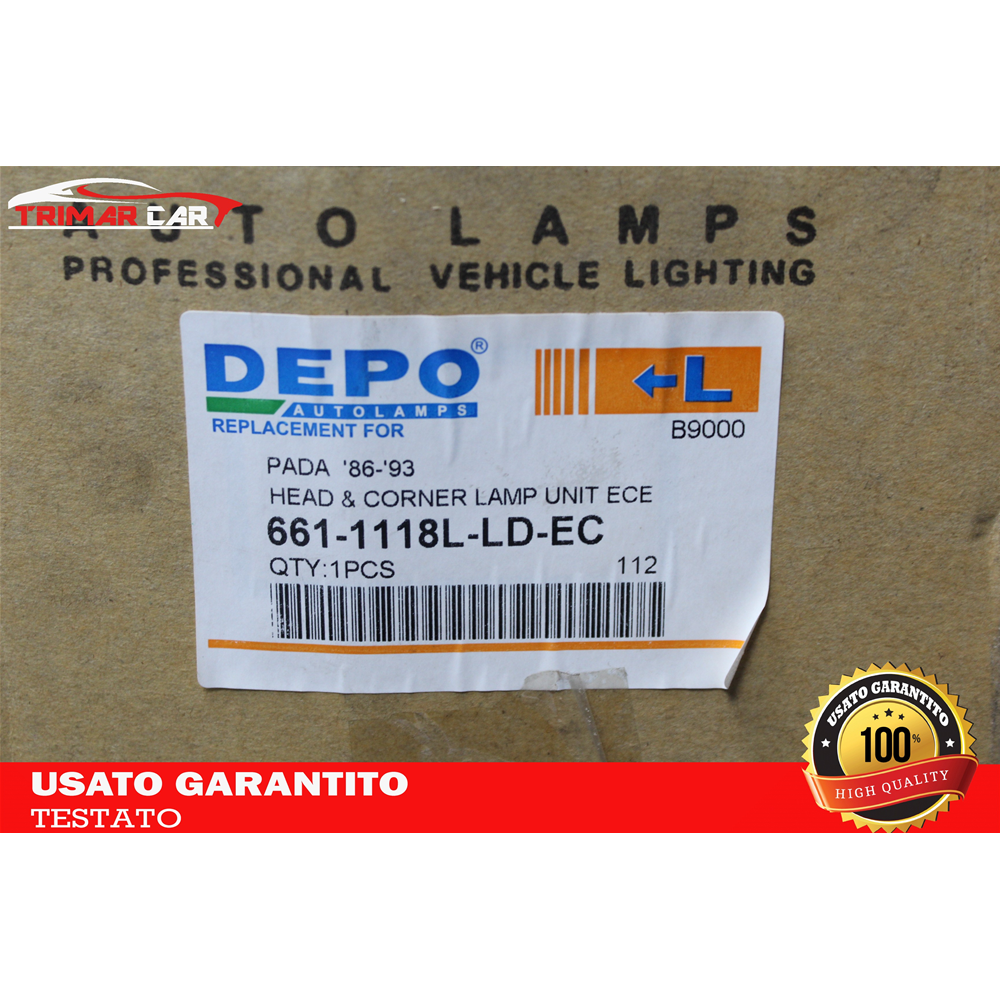 TRIMAR CAR
AUTO LAMPS
PROFESSIONAL VEHICLE LIGHTING
DEPO®
AUTOLAMPS
REPLACEMENT FOR
L
B9000
PADA '86-'93
HEAD & CORNER LAMP UNIT ECE
661-1118L-LD-EC
QTY:1PCS 112
USATO GARANTITO
100%
HIGH QUALITY
USATO GARANTITO
TESTATO